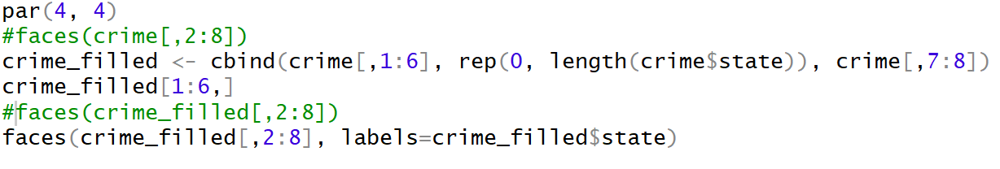 par(4, 4)
#faces(crime[,2:8])
crime_filled <- cbind(crime[,1:6], rep(0, length(crime$state)), crime[,7:8])
crime_filled[1:6,]
#faces(crime_filled[,2:8])
faces(crime_filled[,2:8], labels=crime_filled$state)